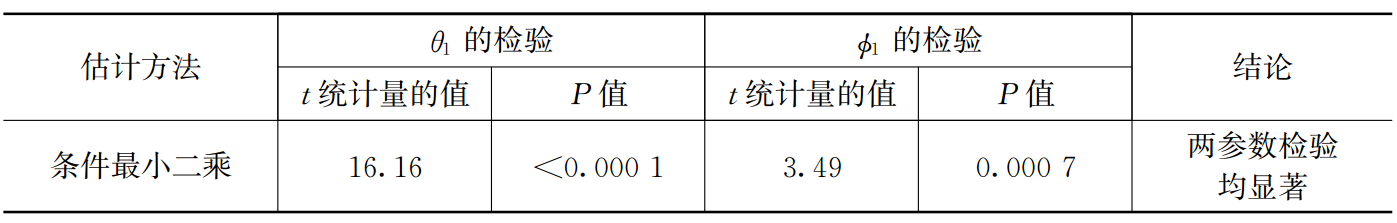 估计方法 θ1 的检验 ϕ1 的检验 结论
t 统计量的值 P 值 t 统计量的值 P 值
条件最小二乘 16.16 <0.000 1 3.49 0.000 7 两参数检验
均显著